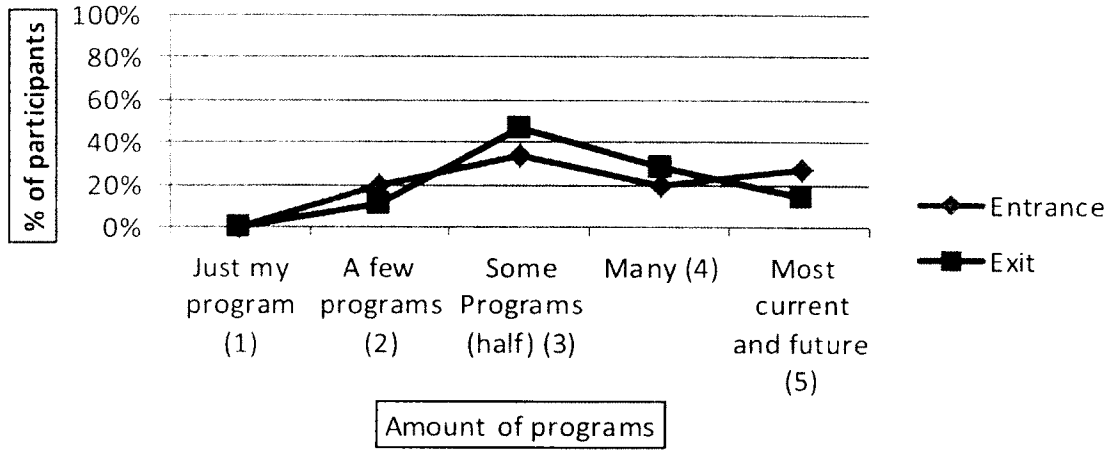 % of participants
100%
80%
60%
40%
20%
0%
Just my
program
(1)
A few
programs
(2)
Some
Programs
(half) (3)
Many (4)
Most
current
and future
(5)
Amount of programs
Entrance
Exit